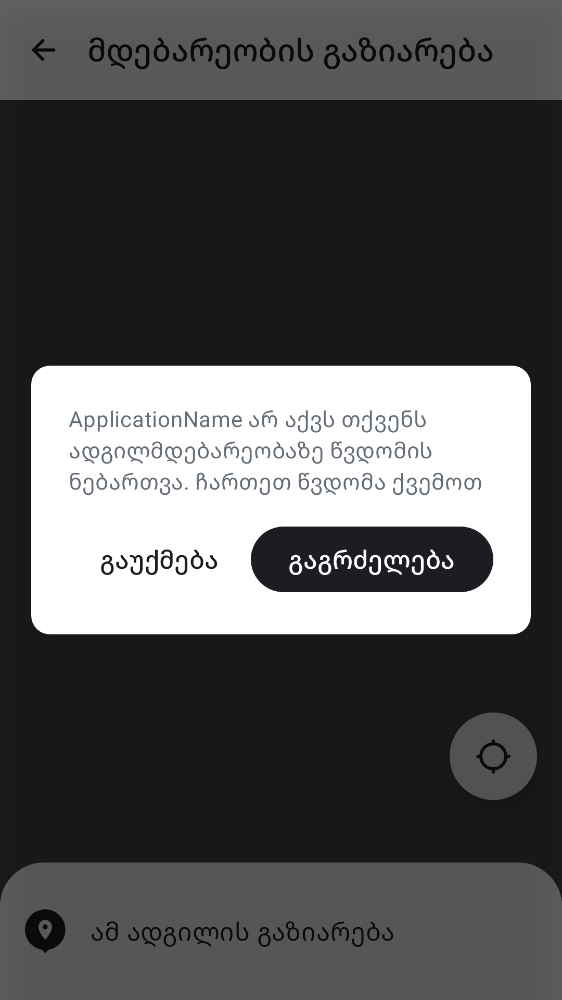 მდებარეობის გაზიარება
ApplicationName არ აქვს თქვენს
ადგილმდებარეობაზე წვდომის
ნებართვა. ჩართეთ წვდომა ქვემოთ
გაუქმება
გაგრძელება
ამ ადგილის გაზიარება